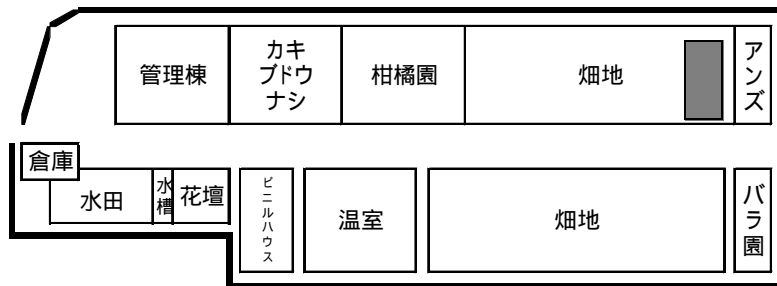 管理棟
カキ
ブドウ
ナシ
柑橘園
畑地
アンズ
倉庫
水田
水槽
花壇
ビニルハウス
温室
畑地
バラ園